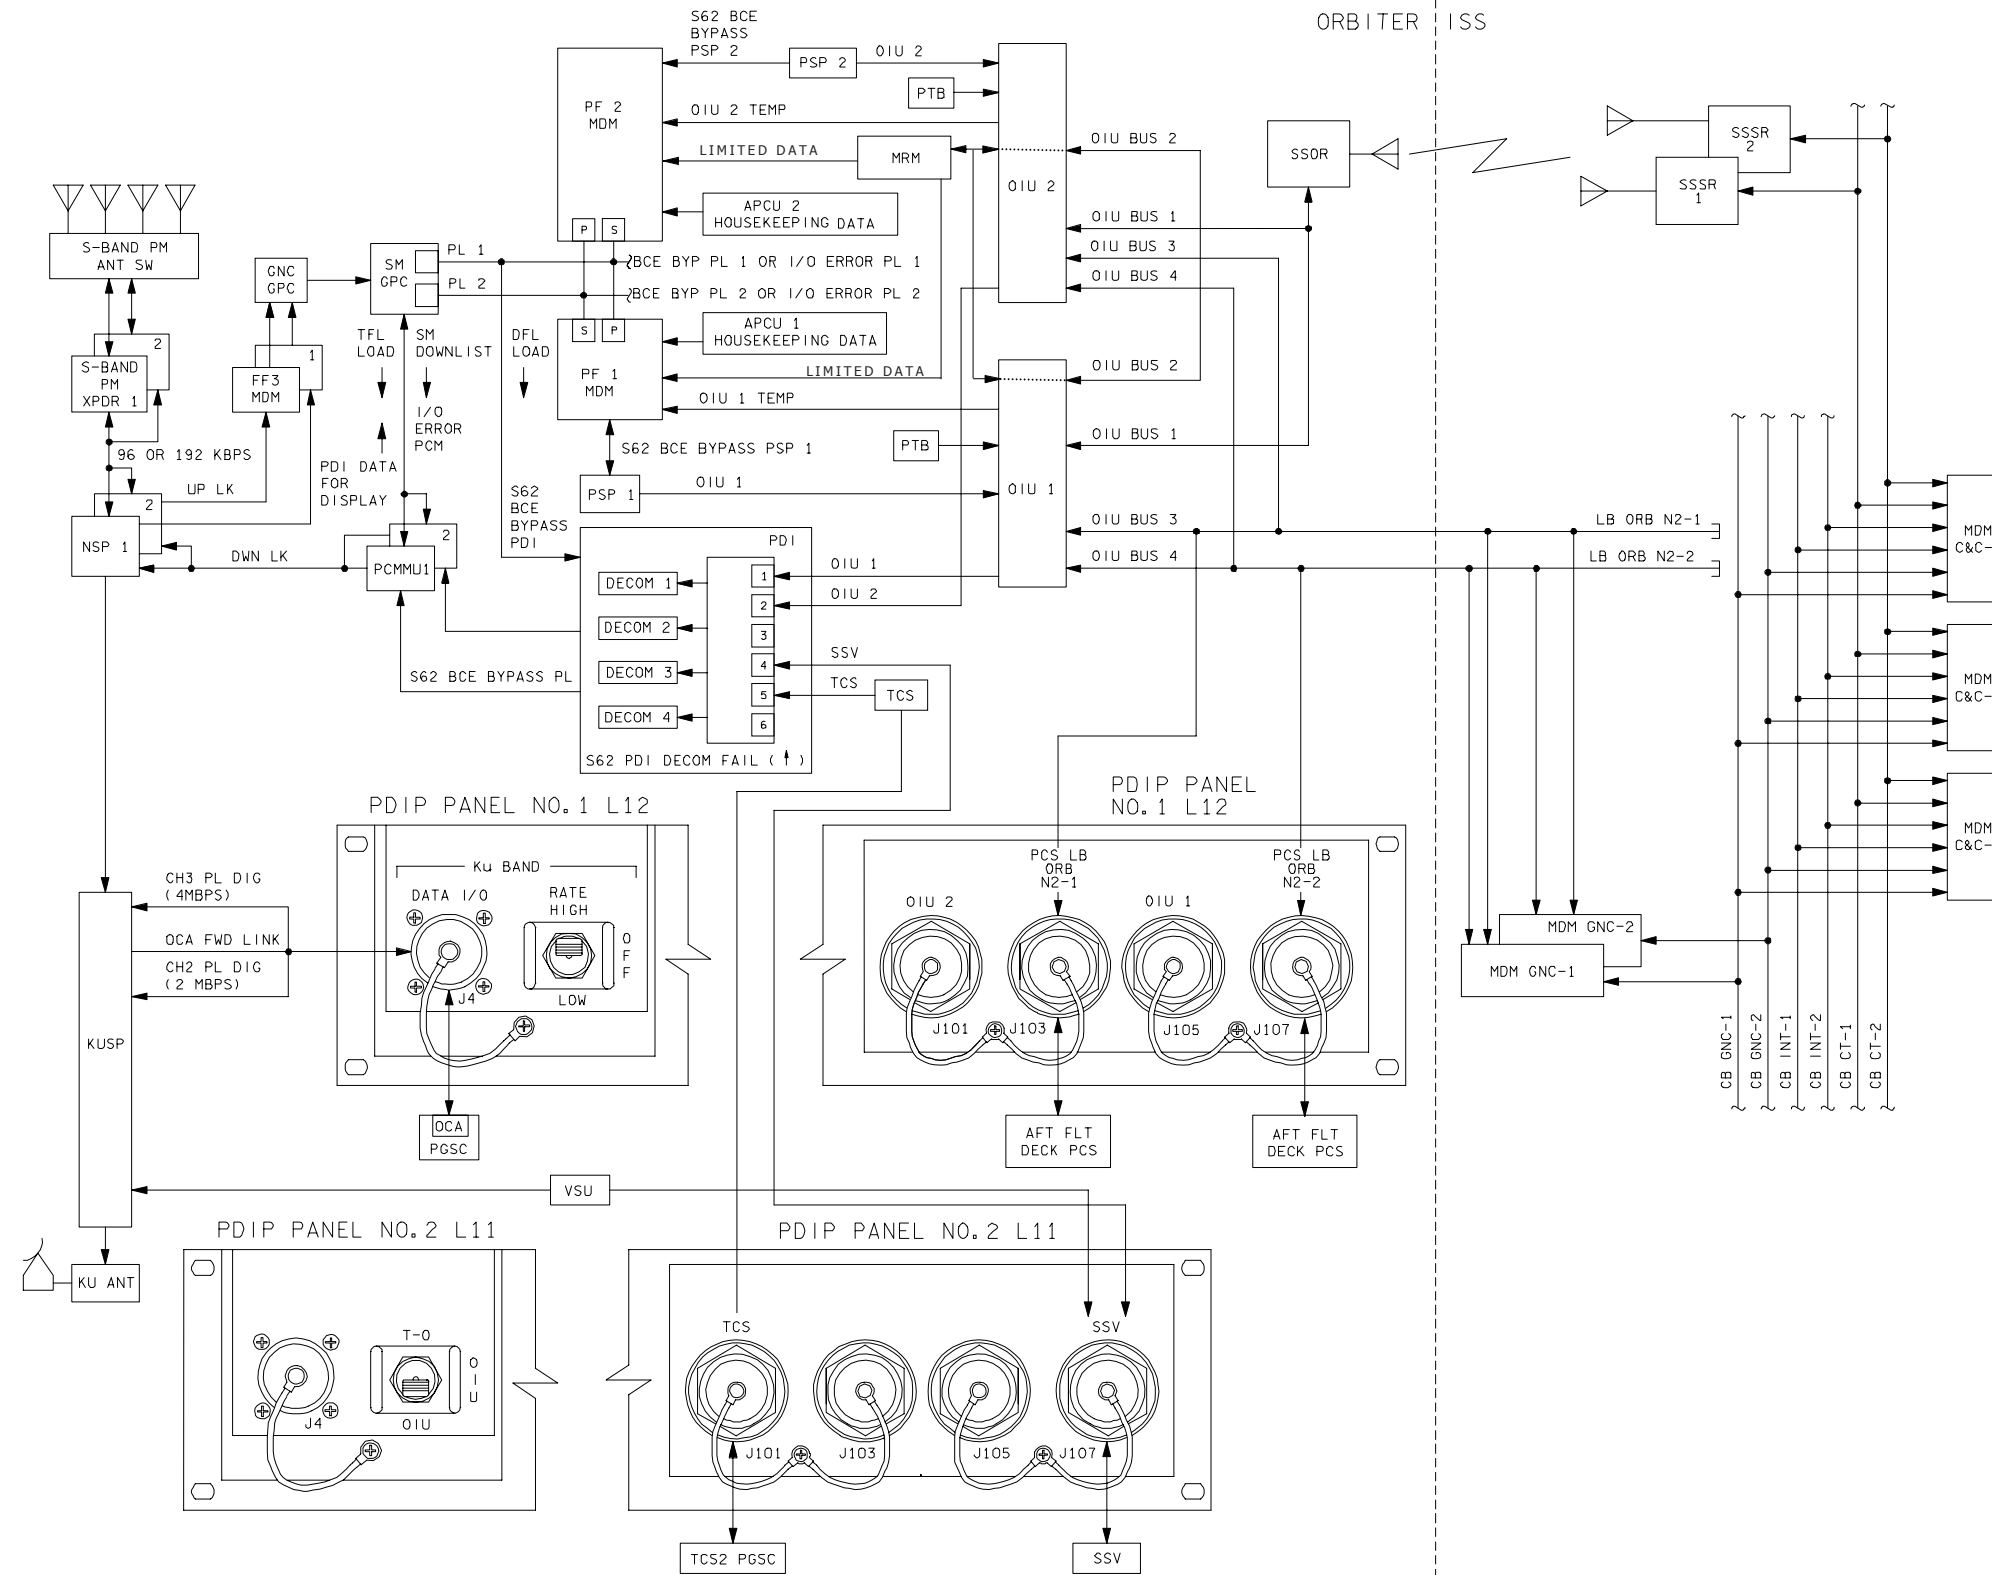 ORBITER
ISS
S62 BCE
BYPASS
PSP 2
PSP 2
OIU 2
PTB
PF 2
MDM
OIU 2 TEMP
LIMITED DATA
MRM
APCU 2
HOUSEKEEPING DATA
P
S
OIU 2
OIU BUS 2
OIU BUS 1
OIU BUS 3
OIU BUS 4
SSOR
SSSR
2
SSSR
1
S-BAND PM
ANT SW
GNC
GPC
SM
GPC
PL 1
PL 2
BCE BYP PL 1 OR I/O ERROR PL 1
BCE BYP PL 2 OR I/O ERROR PL 2
S
P
APCU 1
HOUSEKEEPING DATA
LIMITED DATA
PF 1
MDM
OIU 1 TEMP
2
S-BAND
PM
XPDR 1
1
FF3
MDM
TFL
LOAD
SM
DOWNLIST
DFL
LOAD
I/O
ERROR
PCM
PDI DATA
FOR
DISPLAY
96 OR 192 KBPS
UP LK
2
NSP 1
DWN LK
2
PCMMU1
S62 BCE BYPASS PSP 1
PSP 1
OIU 1
PTB
OIU 1
OIU BUS 2
OIU BUS 1
OIU BUS 3
OIU BUS 4
LB ORB N2-1
LB ORB N2-2
S62
BCE
BYPASS
PDI
PDI
DECOM 1
DECOM 2
DECOM 3
DECOM 4
1
2
3
4
5
6
OIU 1
OIU 2
SSV
TCS
TCS
S62 BCE BYPASS PL
S62 PDI DECOM FAIL ( )
MDM
C&C-
MDM
C&C-
MDM
C&C-
PDIP PANEL NO. 1 L12
Ku BAND
DATA I/O
RATE
HIGH
OFF
LOW
J4
CH3 PL DIG
(4MBPS)
OCA FWD LINK
CH2 PL DIG
(2 MBPS)
KUSP
OCA
PGSC
PDIP PANEL
NO. 1 L12
PCS LB
ORB
N2-1
PCS LB
ORB
N2-2
OIU 2
OIU 1
J101
J103
J105
J107
AFT FLT
DECK PCS
AFT FLT
DECK PCS
MDM GNC-2
MDM GNC-1
CB GNC-1
CB GNC-2
CB INT-1
CB INT-2
CB CT-1
CB CT-2
VSU
KU ANT
PDIP PANEL NO. 2 L11
T-0
OIU
OIU
J4
PDIP PANEL NO. 2 L11
TCS
SSV
J101
J103
J105
J107
TCS2 PGSC
SSV